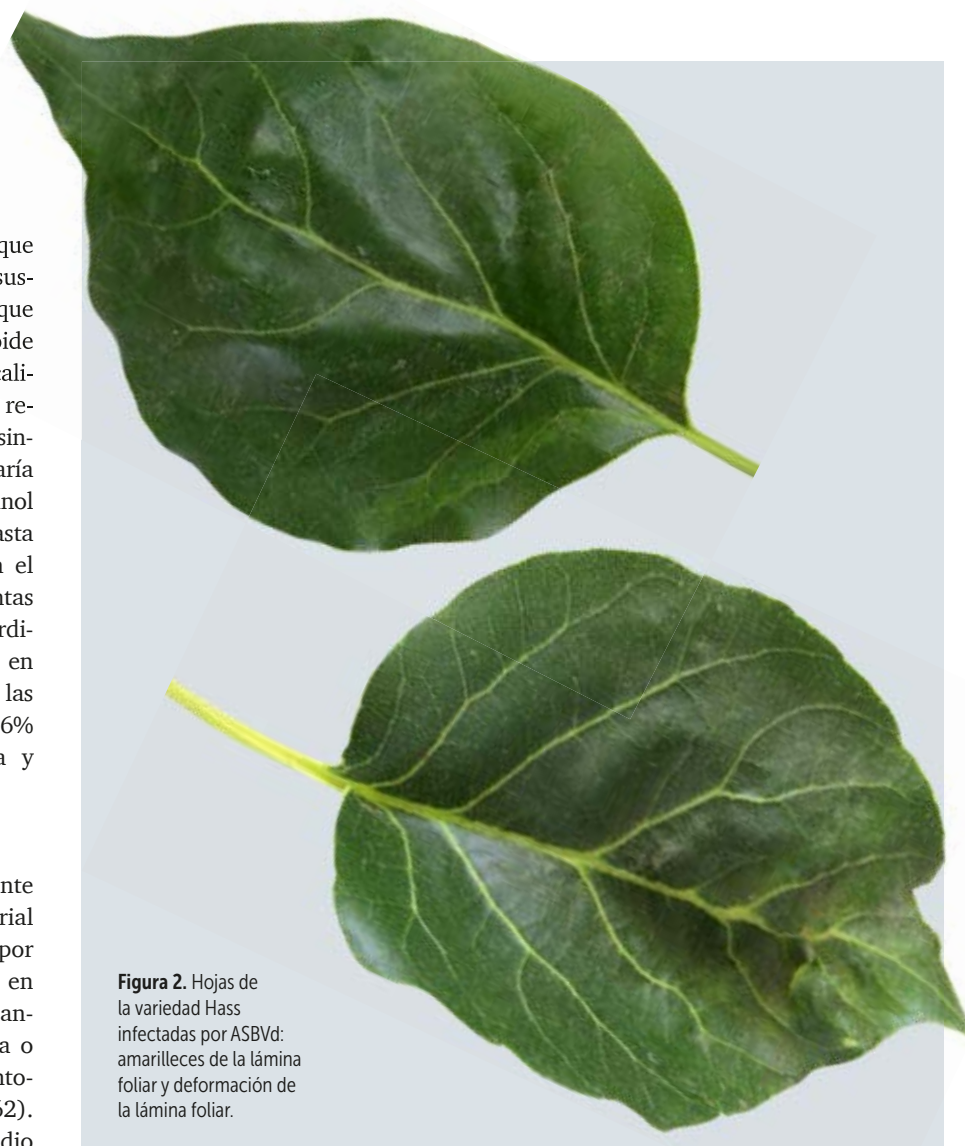 que
sus-
que
oide
cali-
re-
sin-
aría
nol
asta
n el
ntas
rdi-
en
las
6%
a y
nte
rial
por
en
an-
a o
nto-
62).
dio
Figura 2. Hojas de
la variedad Hass
infectadas por ASBVd:
amarilleces de la lámina
foliar y deformación de
la lámina foliar.